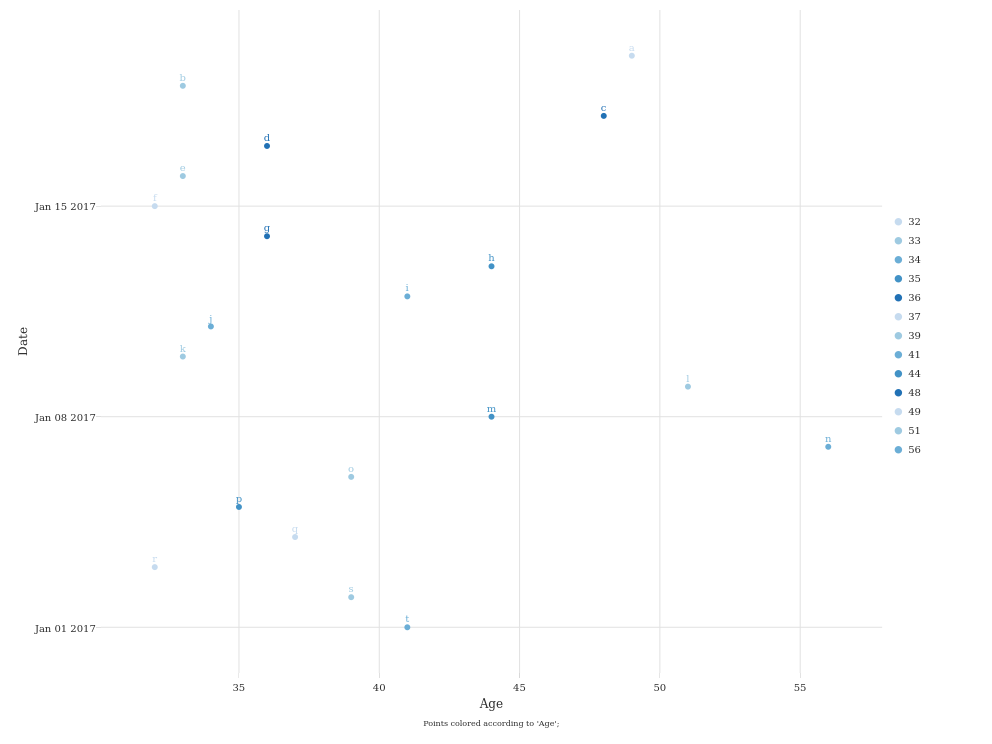 a
b
c
d
e
f
Jan 15 2017
g
h
i
j
k
l
Jan 08 2017
m
n
o
p
q
r
s
t
Jan 01 2017
Date
35
40
45
50
55
Age
Points colored according to 'Age';
32
33
34
35
36
37
39
41
44
48
49
51
56